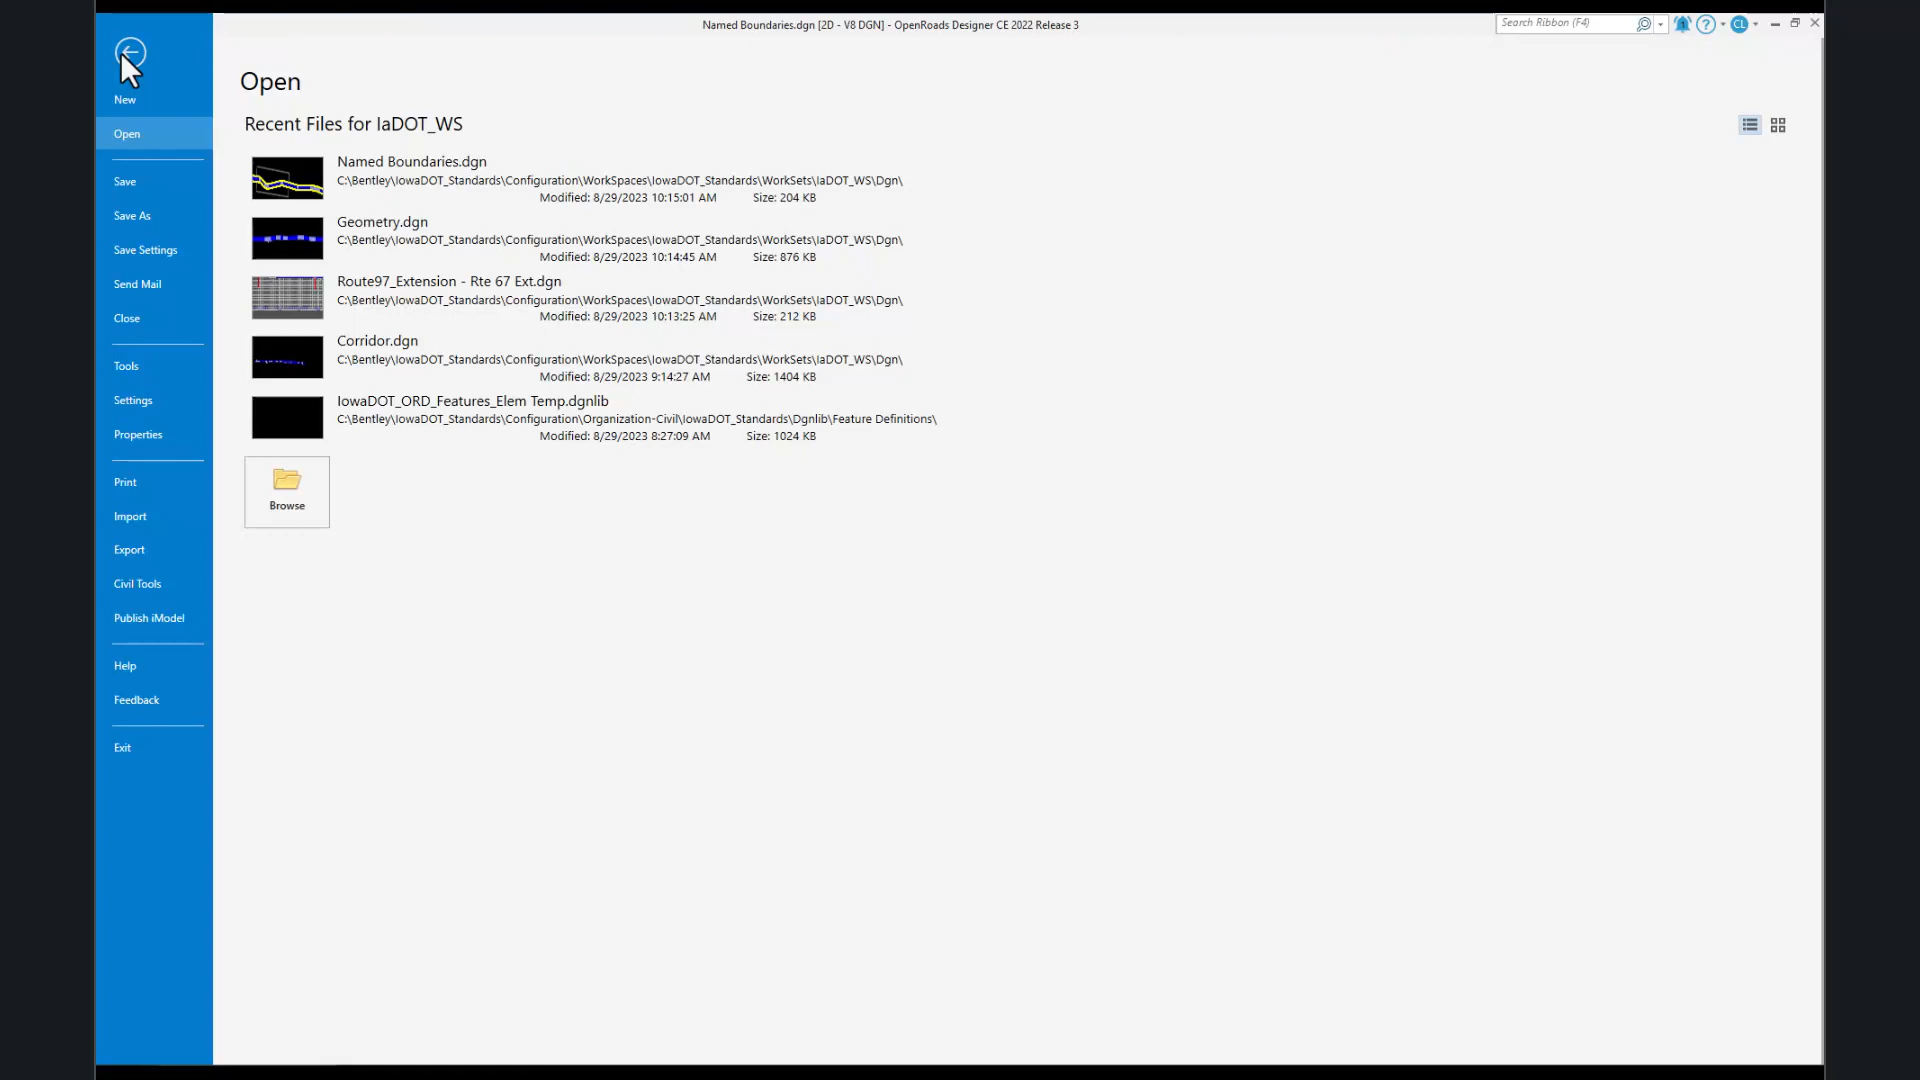 Named Boundaries.dgn [2D - V8 DGN] - OpenRoads Designer CE 2022 Release 3
Search Ribbon (F4)
CL
New
Open
Save
Save As
Save Settings
Send Mail
Close
Tools
Settings
Properties
Print
Import
Export
Civil Tools
Publish iModel
Help
Feedback
Exit
Open
Recent Files for IaDOT_WS
Named Boundaries.dgn
C:\Bentley\IowaDOT_Standards\Configuration\WorkSpaces\IowaDOT_Standards\WorkSets\IaDOT_WS\Dgn\
Modified: 8/29/2023 10:15:01 AM Size: 204 KB
Geometry.dgn
C:\Bentley\IowaDOT_Standards\Configuration\WorkSpaces\IowaDOT_Standards\WorkSets\IaDOT_WS\Dgn\
Modified: 8/29/2023 10:14:45 AM Size: 876 KB
Route97_Extension - Rte 67 Ext.dgn
C:\Bentley\IowaDOT_Standards\Configuration\WorkSpaces\IowaDOT_Standards\WorkSets\IaDOT_WS\Dgn\
Modified: 8/29/2023 10:13:25 AM Size: 212 KB
Corridor.dgn
C:\Bentley\IowaDOT_Standards\Configuration\WorkSpaces\IowaDOT_Standards\WorkSets\IaDOT_WS\Dgn\
Modified: 8/29/2023 9:14:27 AM Size: 1404 KB
IowaDOT_ORD_Features_Elem Temp.dgnlib
C:\Bentley\IowaDOT_Standards\Configuration\Organization-Civil\IowaDOT_Standards\Dgnlib\Feature Definitions\
Modified: 8/29/2023 8:27:09 AM Size: 1024 KB
Browse